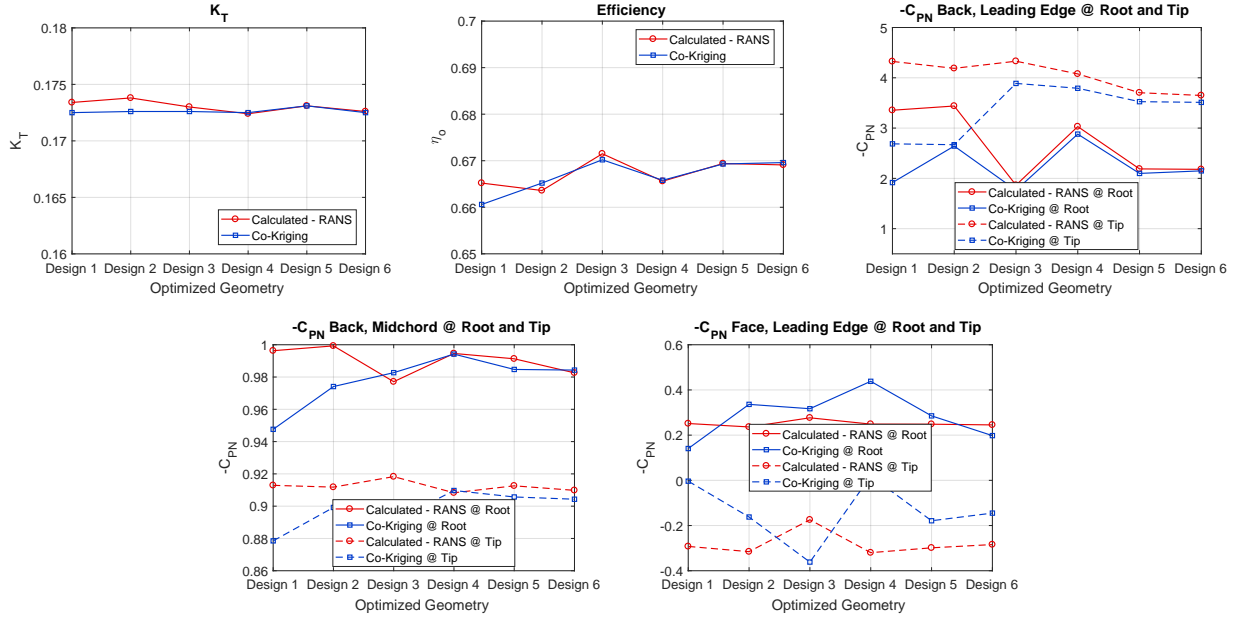 K_T
0.18
0.175
0.17
0.165
0.16
K_T
Calculated - RANS
Co-Kriging
Design 1 Design 2 Design 3 Design 4 Design 5 Design 6
Optimized Geometry
Efficiency
0.7
0.69
0.68
0.67
0.66
0.65
η_o
Calculated - RANS
Co-Kriging
Design 1 Design 2 Design 3 Design 4 Design 5 Design 6
Optimized Geometry
-C_PN Back, Leading Edge @ Root and Tip
5
4
3
2
1
-C_PN
Calculated - RANS @ Root
Co-Kriging @ Root
Calculated - RANS @ Tip
Co-Kriging @ Tip
Design 1 Design 2 Design 3 Design 4 Design 5 Design 6
Optimized Geometry
-C_PN Back, Midchord @ Root and Tip
1
0.98
0.96
0.94
0.92
0.9
0.88
0.86
-C_PN
Calculated - RANS @ Root
Co-Kriging @ Root
Calculated - RANS @ Tip
Co-Kriging @ Tip
Design 1 Design 2 Design 3 Design 4 Design 5 Design 6
Optimized Geometry
-C_PN Face, Leading Edge @ Root and Tip
0.6
0.4
0.2
0
-0.2
-0.4
-C_PN
Calculated - RANS @ Root
Co-Kriging @ Root
Calculated - RANS @ Tip
Co-Kriging @ Tip
Design 1 Design 2 Design 3 Design 4 Design 5 Design 6
Optimized Geometry